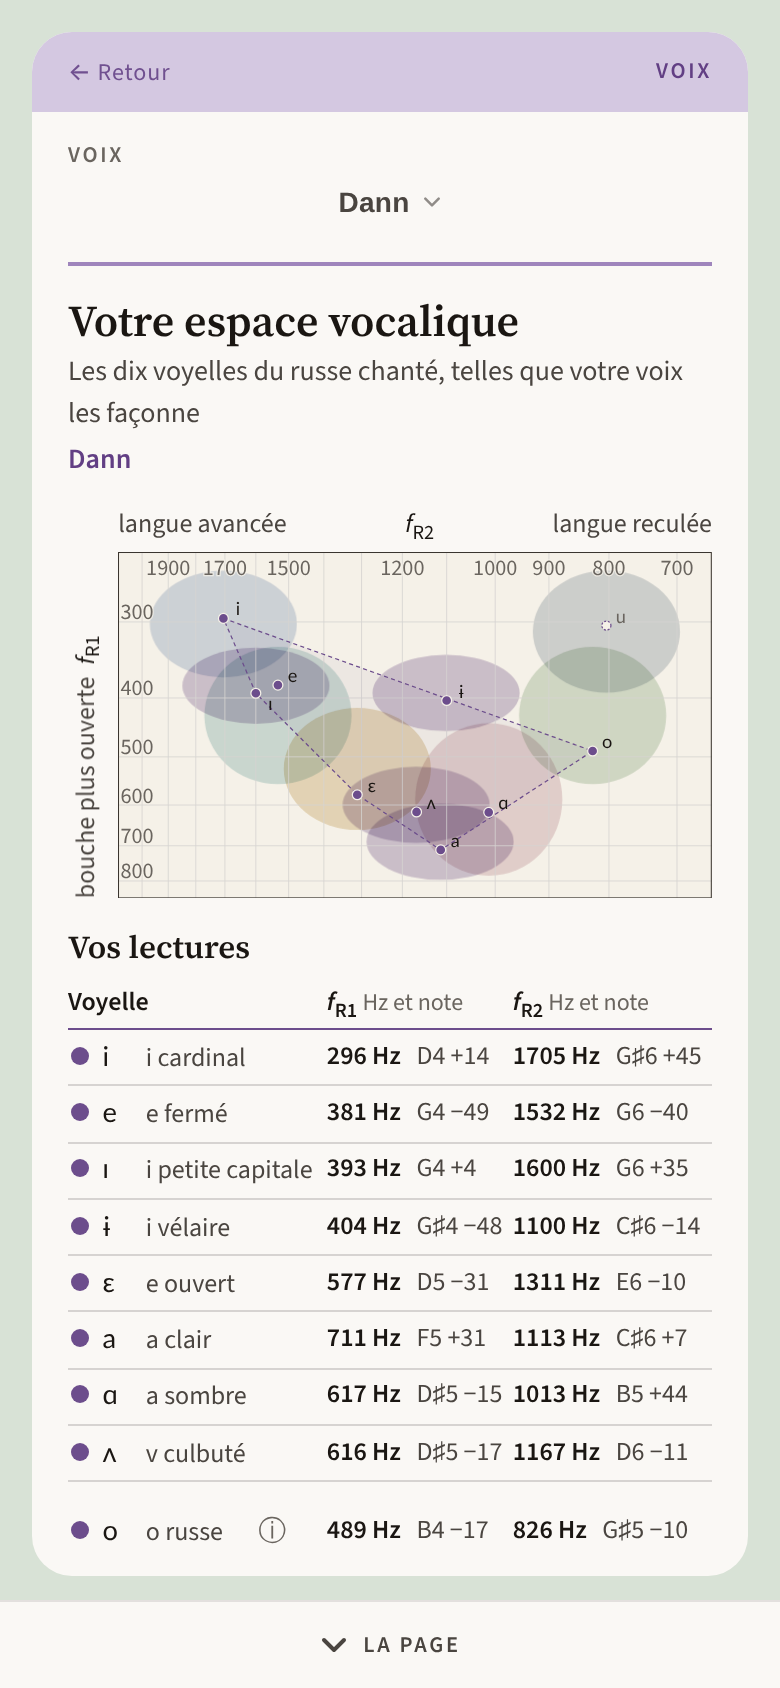 ← Retour
VOIX
VOIX
Dann
Votre espace vocalique
Les dix voyelles du russe chanté, telles que votre voix
les façonne
Dann
langue avancée fR2 langue reculée
1900 1700 1500 1200 1000 900 800 700
bouche plus ouverte fR1
300
400
500
600
700
800
i
u
e
ɪ
ɨ
o
ɛ
ʌ
ɑ
a
Vos lectures
Voyelle fR1 Hz et note fR2 Hz et note
i i cardinal 296 Hz D4 +14 1705 Hz G♯6 +45
e e fermé 381 Hz G4 −49 1532 Hz G6 −40
ɪ i petite capitale 393 Hz G4 +4 1600 Hz G6 +35
ɨ i vélaire 404 Hz G♯4 −48 1100 Hz C♯6 −14
ɛ e ouvert 577 Hz D5 −31 1311 Hz E6 −10
a a clair 711 Hz F5 +31 1113 Hz C♯6 +7
ɑ a sombre 617 Hz D♯5 −15 1013 Hz B5 +44
ʌ v culbuté 616 Hz D♯5 −17 1167 Hz D6 −11
o o russe ⓘ 489 Hz B4 −17 826 Hz G♯5 −10
LA PAGE